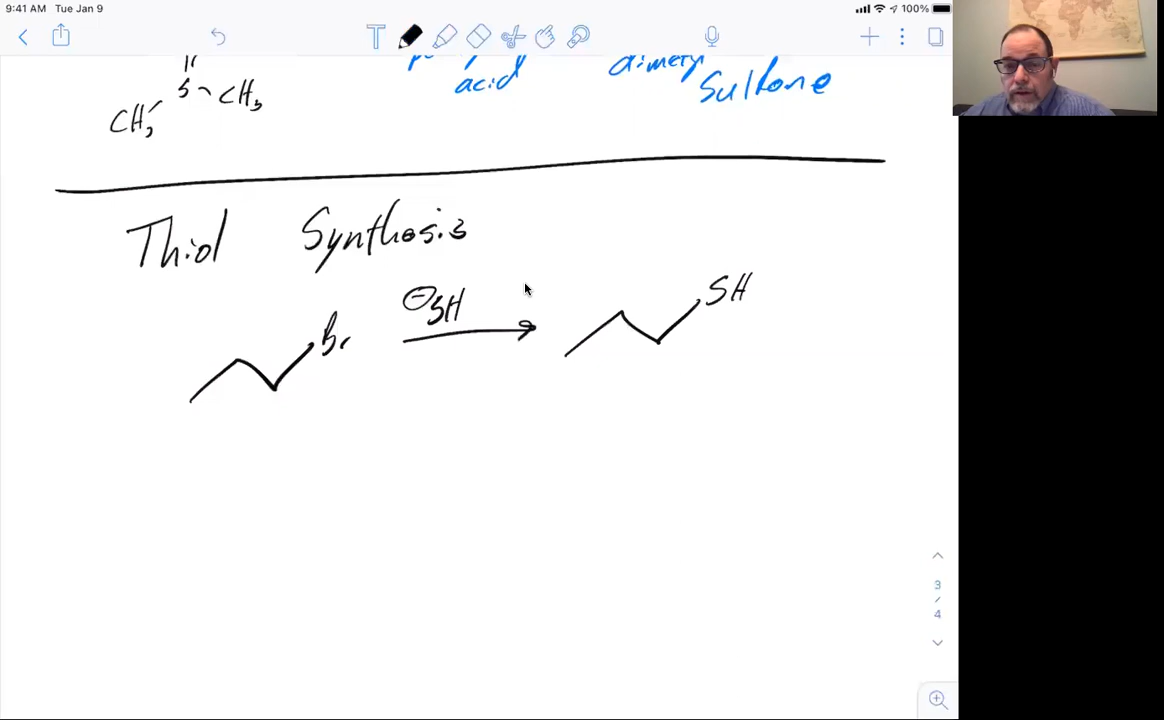 9:41 AM Tue Jan 9
100%
T
S
CH3
CH3
acid
Sulfone
Thiol Synthesis
Br
⊖SH
SH
3
/
4